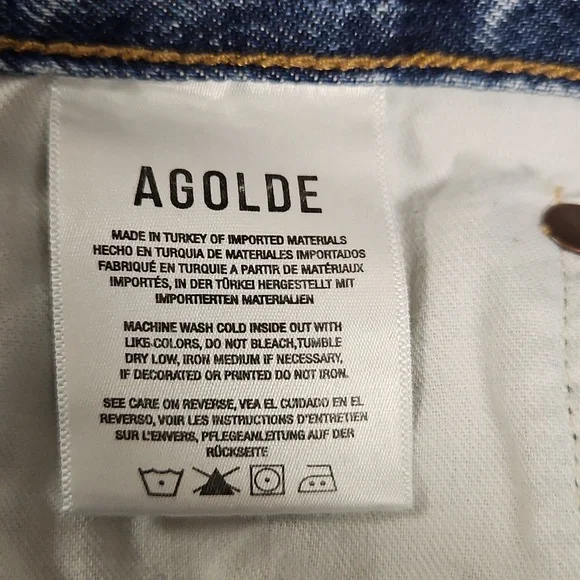 AGOLDE
MADE IN TURKEY OF IMPORTED MATERIALS
HECHO EN TURQUIA DE MATERIALES IMPORTADOS
FABRIQUÉ EN TURQUIE A PARTIR DE MATÉRIAUX
IMPORTÉS, IN DER TÜRKEI HERGESTELLT MIT
IMPORTIERTEN MATERIALIEN
MACHINE WASH COLD INSIDE OUT WITH
LIKE-COLORS, DO NOT BLEACH,TUMBLE
DRY LOW, IRON MEDIUM IF NECESSARY,
IF DECORATED OR PRINTED DO NOT IRON.
SEE CARE ON REVERSE, VEA EL CUIDADO EN EL
REVERSO, VOIR LES INSTRUCTIONS D'ENTRETIEN
SUR L'ENVERS, PFLEGEANLEITUNG AUF DER
RÜCKSEITE